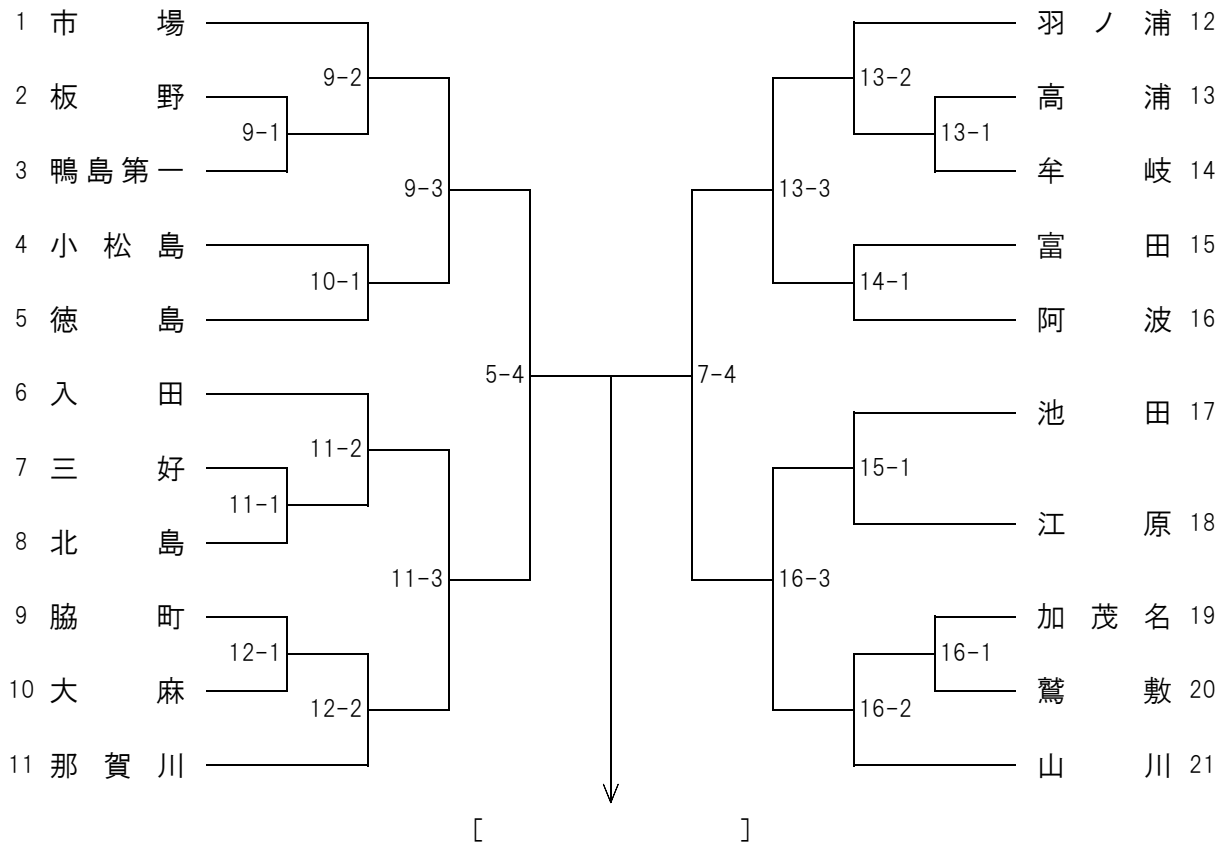 1 市場
2 板野
3 鴨島第一
4 小松島
5 徳島
6 入田
7 三好
8 北島
9 脇町
10 大麻
11 那賀川
9-2
9-1
9-3
10-1
5-4
11-2
11-1
11-3
12-1
12-2
13-2
13-1
13-3
14-1
7-4
15-1
16-3
16-1
16-2
羽ノ浦 12
高浦 13
牟岐 14
富田 15
阿波 16
池田 17
江原 18
加茂名 19
鷲敷 20
山川 21
[ ]